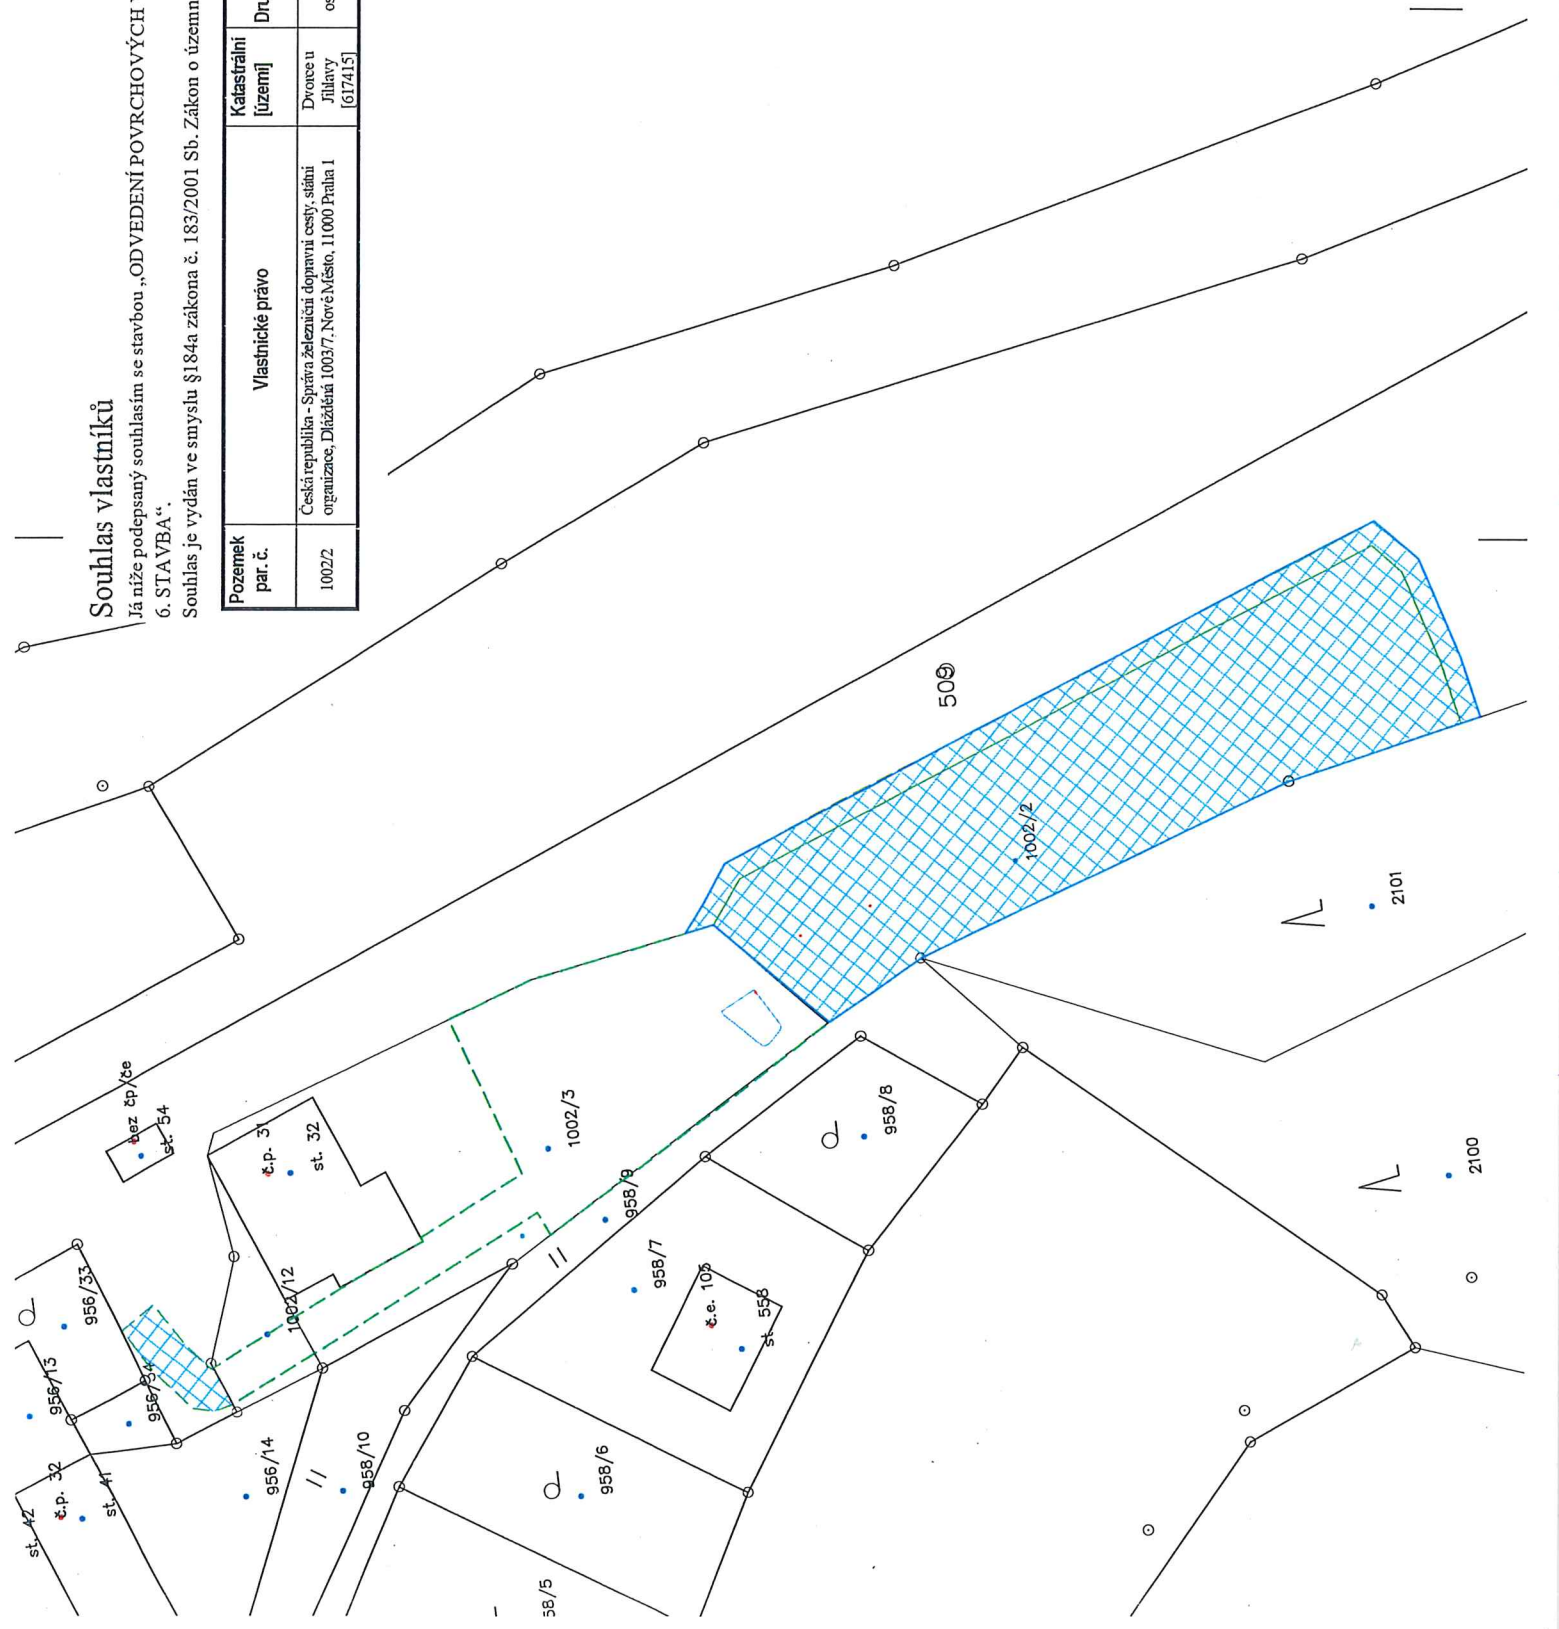 Souhlas vlastníků
Já níže podepsaný souhlasím se stavbou „ODVEDENÍ POVRCHOVÝCH
6. STAVBA“.
Souhlas je vydán ve smyslu §184a zákona č. 183/2001 Sb. Zákon o územn
Pozemek par. č.
Vlastnické právo
Katastrální [území]
Dru
1002/2
Česká republika - Správa železniční dopravní cesty, státní
organizace, Dlážděná 1003/7, Nové Město, 11000 Praha 1
Dvorce u
Jihlavy
[617415]
os
509
1002/2
2101
2100
bez čp/če
st. 54
č.p. 31
st. 32
1002/3
958/9
958/8
958/7
č.e. 105
st. 558
1002/12
956/33
956/13
956/34
956/14
958/10
958/6
58/5
č.p. 32
st. 41
st. 42